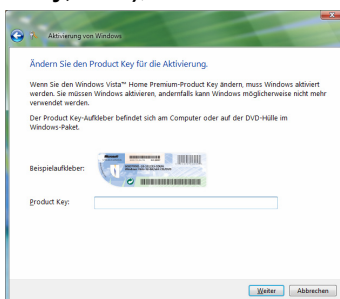 Aktivierung von Windows
Ändern Sie den Product Key für die Aktivierung.
Wenn Sie den Windows Vista™ Home Premium-Product Key ändern, muss Windows aktiviert
werden. Sie müssen Windows aktivieren, andernfalls kann Windows möglicherweise nicht mehr
verwendet werden.
Der Product Key-Aufkleber befindet sich am Computer oder auf der DVD-Hülle im
Windows-Paket.
Beispielaufkleber:
Product Key:
Weiter Abbrechen